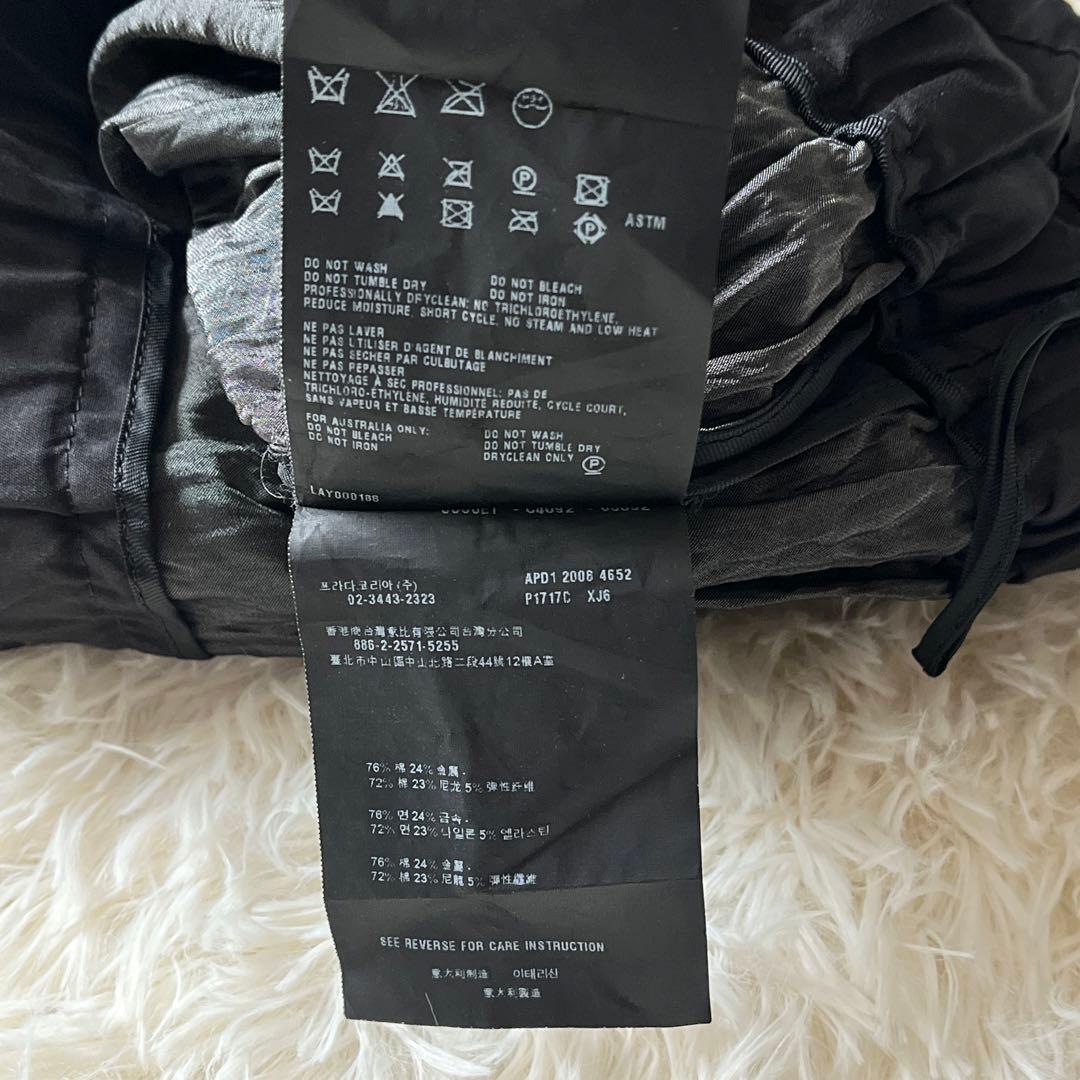 ASTM
DO NOT WASH
DO NOT TUMBLE DRY DO NOT BLEACH
DO NOT IRON
PROFESSIONALLY DRYCLEAN: NO TRICHLOROETHYLENE,
REDUCE MOISTURE, SHORT CYCLE, NO STEAM AND LOW HEAT
NE PAS LAVER
NE PAS UTILISER D'AGENT DE BLANCHIMENT
NE PAS SECHER PAR CULBUTAGE
NE PAS REPASSER
NETTOYAGE À SEC PROFESSIONNEL: PAS DE
TRICHLORO-ÉTHYLENE, HUMIDITÉ REDUITE, CYCLE COURT,
SANS VAPEUR ET BASSE TEMPÉRATURE
FOR AUSTRALIA ONLY:
DO NOT BLEACH DO NOT WASH
DO NOT IRON DO NOT TUMBLE DRY
DRYCLEAN ONLY P
LAY000186
프라다코리아(주) APD1 2008 4652
02-3443-2323 P1717C XJ6
香港商台灣索比有限公司台灣分公司
886-2-2571-5255
臺北市中山區中山北路二段44號12樓A室
76% 棉 24% 金属.
72% 棉 23% 尼龙 5% 弹性纤维
76% 면 24% 금속.
72% 면 23% 나일론 5% 엘라스틴
76% 棉 24% 金屬.
72% 棉 23% 尼龍 5% 彈性纖維
SEE REVERSE FOR CARE INSTRUCTION
意大利制造 이태리산
意大利製造